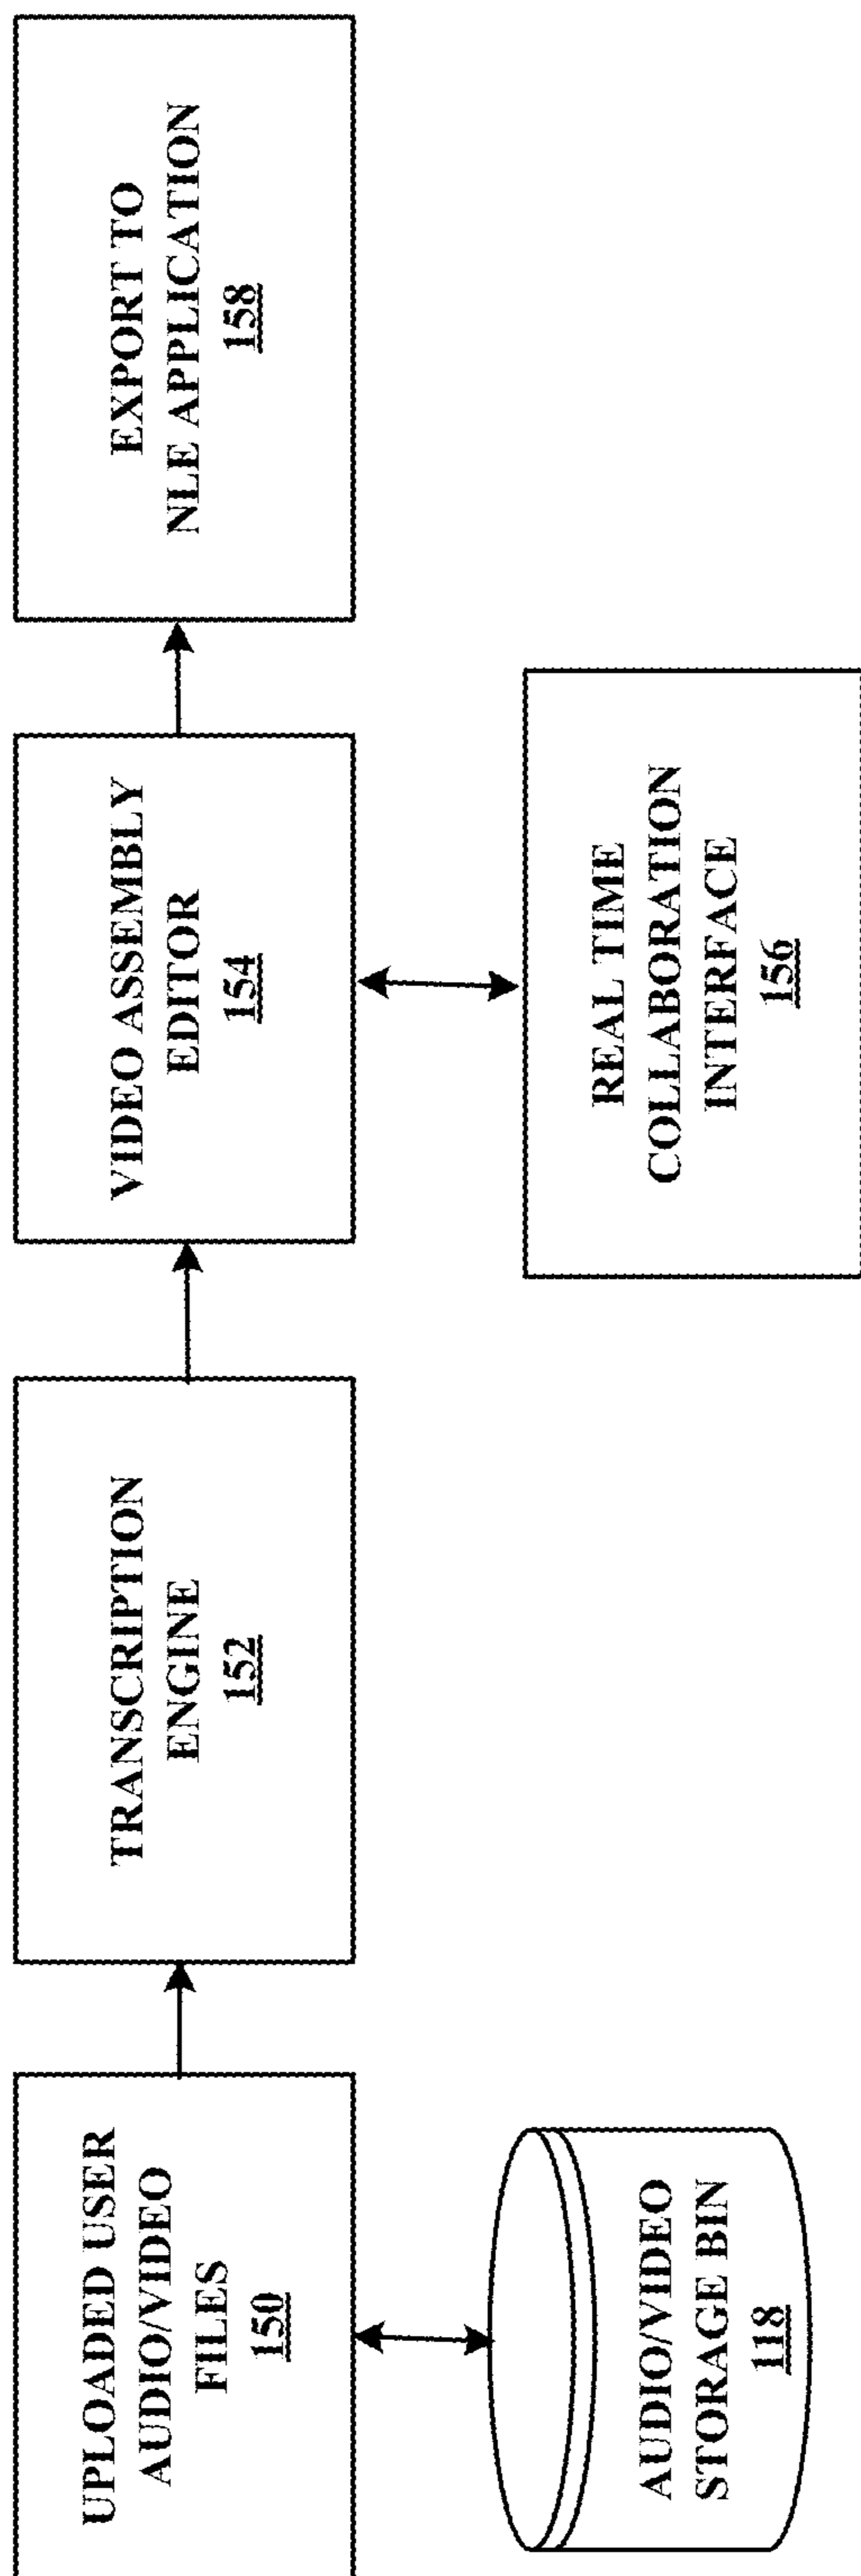 UPLOADED USER
AUDIO/VIDEO
FILES
150
AUDIO/VIDEO
STORAGE BIN
118
TRANSCRIPTION
ENGINE
152
VIDEO ASSEMBLY
EDITOR
154
REAL TIME
COLLABORATION
INTERFACE
156
EXPORT TO
NLE APPLICATION
158